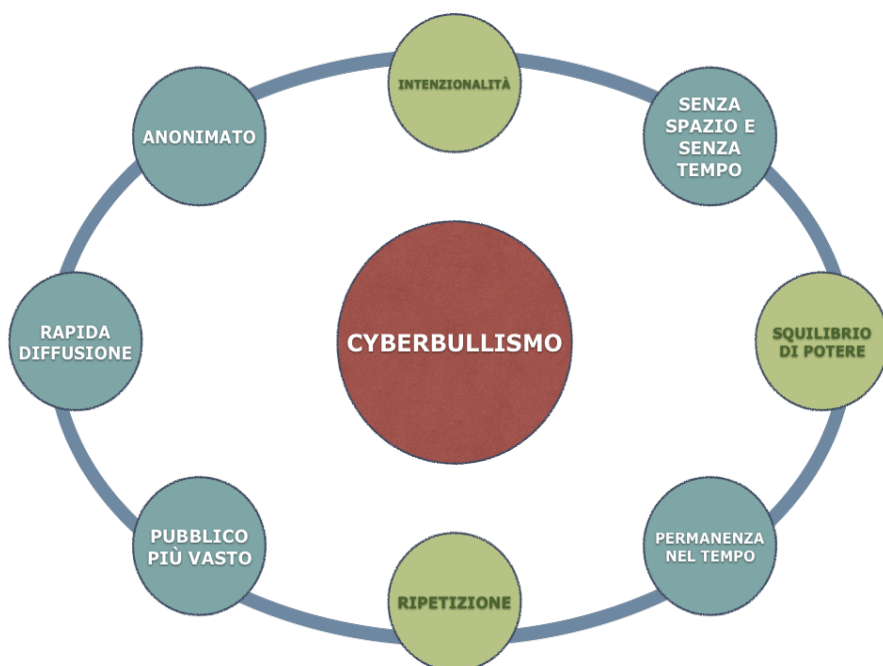 INTENZIONALITÀ
SENZA
SPAZIO E
SENZA
TEMPO
ANONIMATO
SQUILIBRIO
DI POTERE
RAPIDA
DIFFUSIONE
CYBERBULLISMO
PERMANENZA
NEL TEMPO
PUBBLICO
PIÙ VASTO
RIPETIZIONE